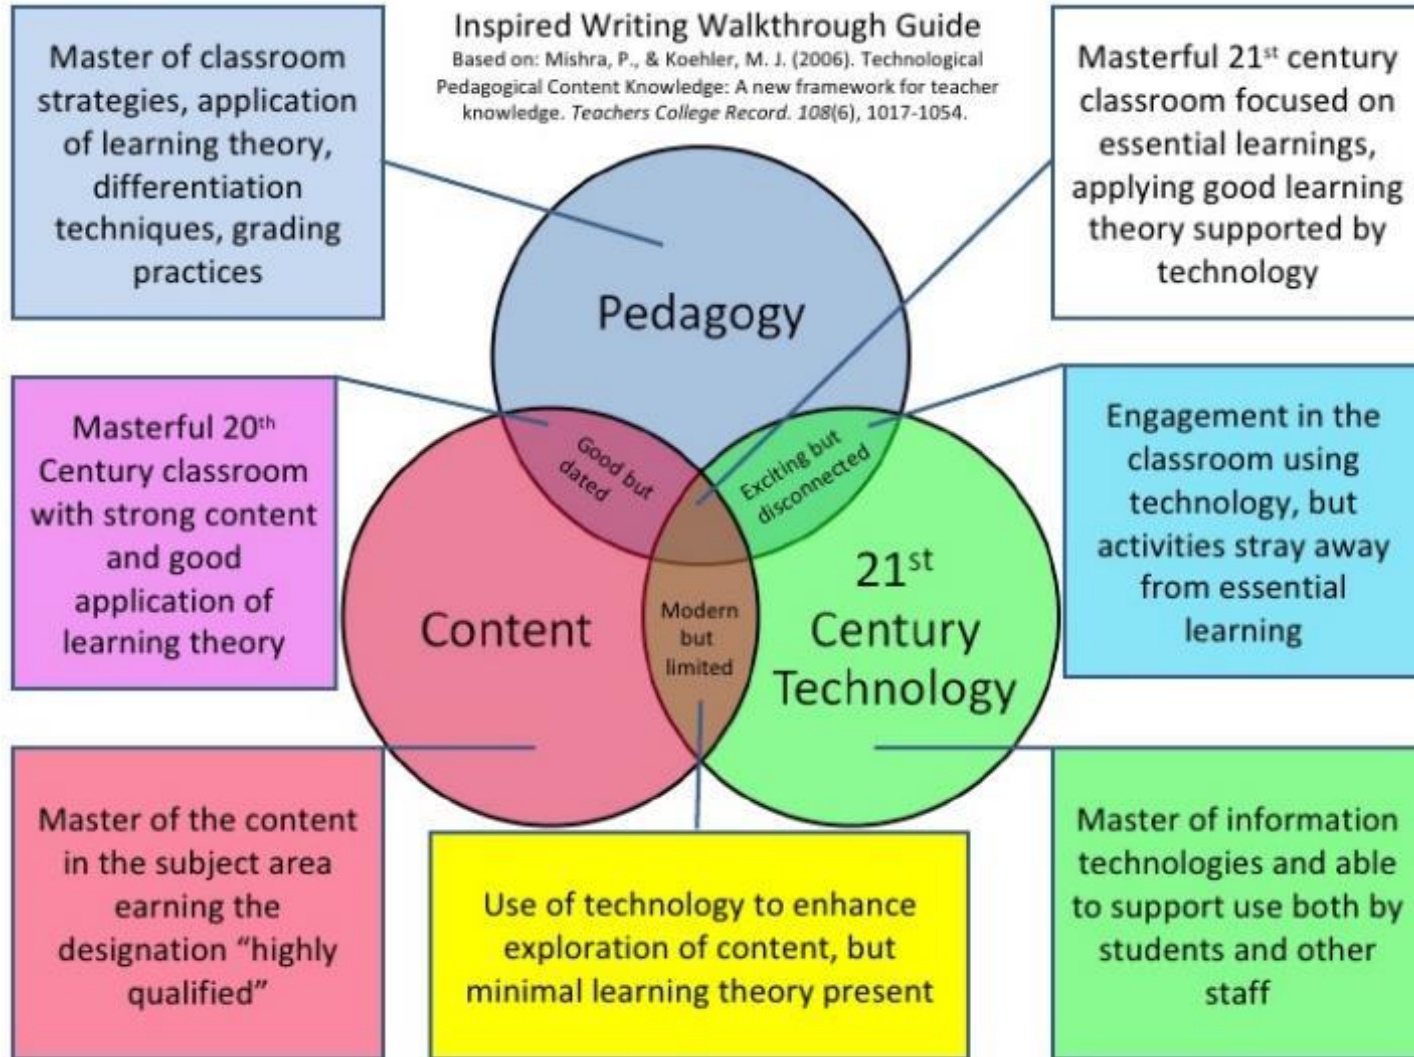 Inspired Writing Walkthrough Guide
Based on: Mishra, P., & Koehler, M. J. (2006). Technological
Pedagogical Content Knowledge: A new framework for teacher
knowledge. Teachers College Record. 108(6), 1017-1054.
Master of classroom
strategies, application
of learning theory,
differentiation
techniques, grading
practices
Masterful 21st century
classroom focused on
essential learnings,
applying good learning
theory supported by
technology
Pedagogy
Masterful 20th
Century classroom
with strong content
and good
application of
learning theory
Good but
dated
Exciting but
disconnected
Engagement in the
classroom using
technology, but
activities stray away
from essential
learning
Content
Modern
but
limited
21st
Century
Technology
Master of the content
in the subject area
earning the
designation “highly
qualified”
Use of technology to enhance
exploration of content, but
minimal learning theory present
Master of information
technologies and able
to support use both by
students and other
staff